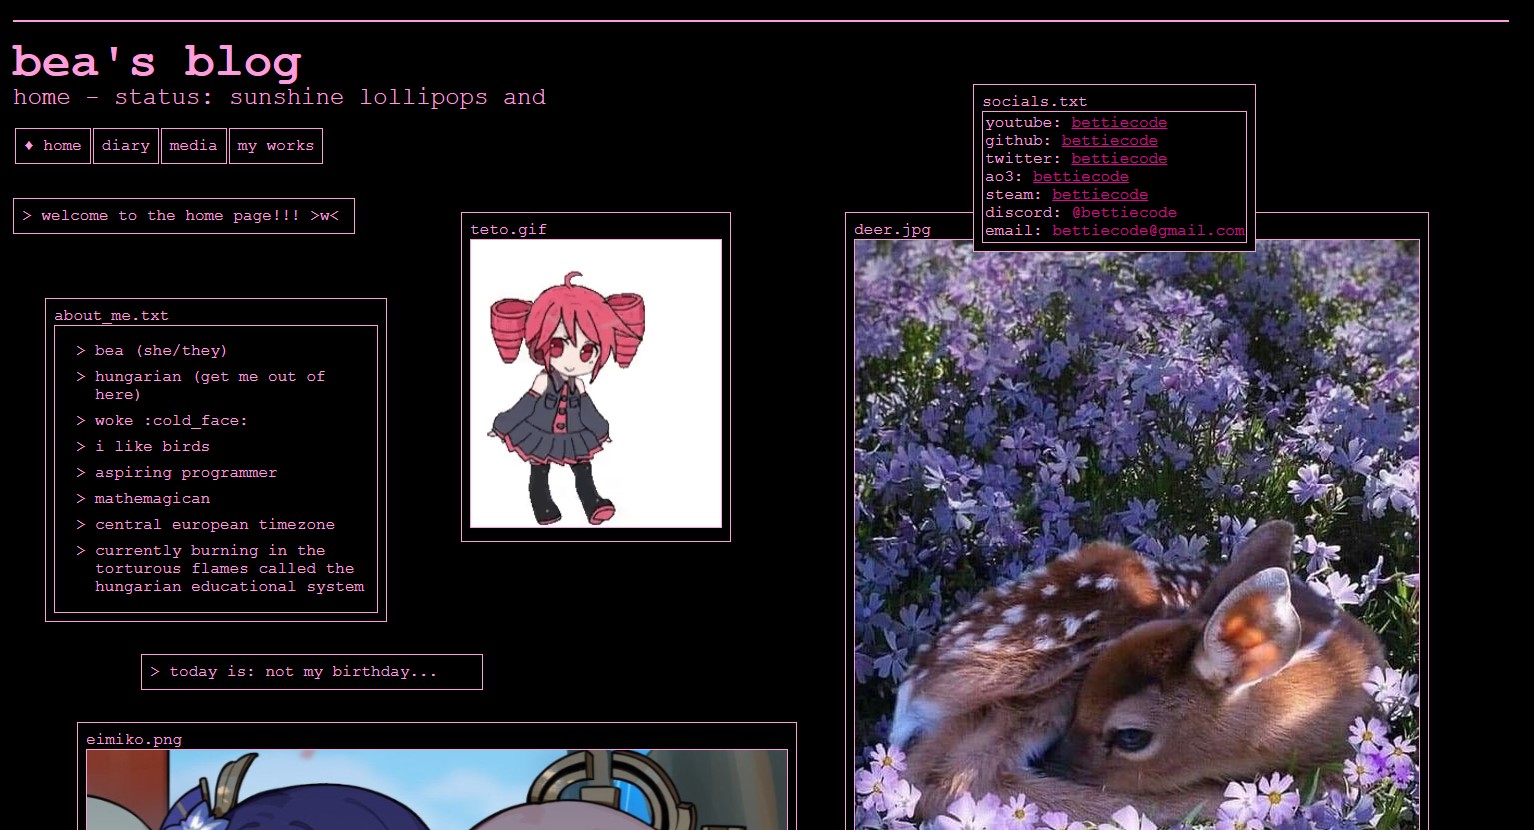 bea's blog
home – status: sunshine lollipops and
♦ home
diary
media
my works
> welcome to the home page!!! >w<
about_me.txt
> bea (she/they)
> hungarian (get me out of
here)
> woke :cold_face:
> i like birds
> aspiring programmer
> mathemagican
> central european timezone
> currently burning in the
torturous flames called the
hungarian educational system
> today is: not my birthday...
eimiko.png
teto.gif
socials.txt
youtube: bettiecode
github: bettiecode
twitter: bettiecode
ao3: bettiecode
steam: bettiecode
discord: @bettiecode
email: bettiecode@gmail.com
deer.jpg